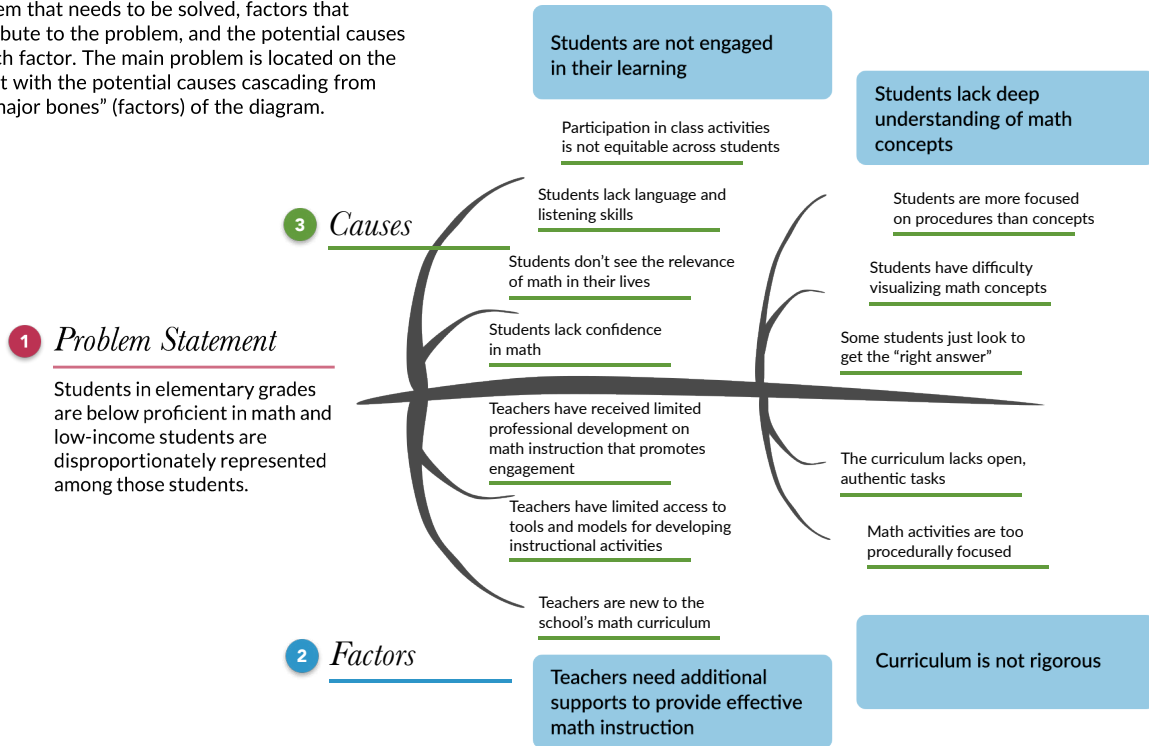 em that needs to be solved, factors that
bute to the problem, and the potential causes
ch factor. The main problem is located on the
t with the potential causes cascading from
major bones” (factors) of the diagram.
Students are not engaged
in their learning
Students lack deep
understanding of math
concepts
Participation in class activities
is not equitable across students
Students lack language and
listening skills
Students don’t see the relevance
of math in their lives
Students lack confidence
in math
Students are more focused
on procedures than concepts
Students have difficulty
visualizing math concepts
Some students just look to
get the “right answer”
3 Causes
1 Problem Statement
Students in elementary grades
are below proficient in math and
low-income students are
disproportionately represented
among those students.
Teachers have received limited
professional development on
math instruction that promotes
engagement
Teachers have limited access to
tools and models for developing
instructional activities
Teachers are new to the
school’s math curriculum
The curriculum lacks open,
authentic tasks
Math activities are too
procedurally focused
2 Factors
Teachers need additional
supports to provide effective
math instruction
Curriculum is not rigorous